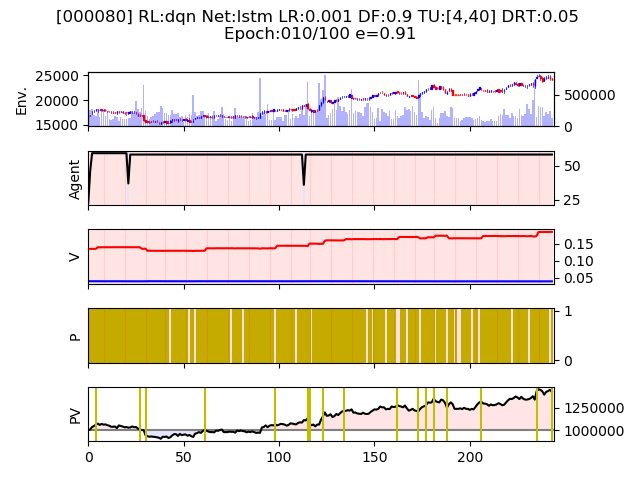 [000080] RL:dqn Net:lstm LR:0.001 DF:0.9 TU:[4,40] DRT:0.05
Epoch:010/100 e=0.91
Env.
25000
20000
15000
500000
0
Agent
50
25
V
0.15
0.10
0.05
P
1
0
PV
1250000
1000000
0 50 100 150 200